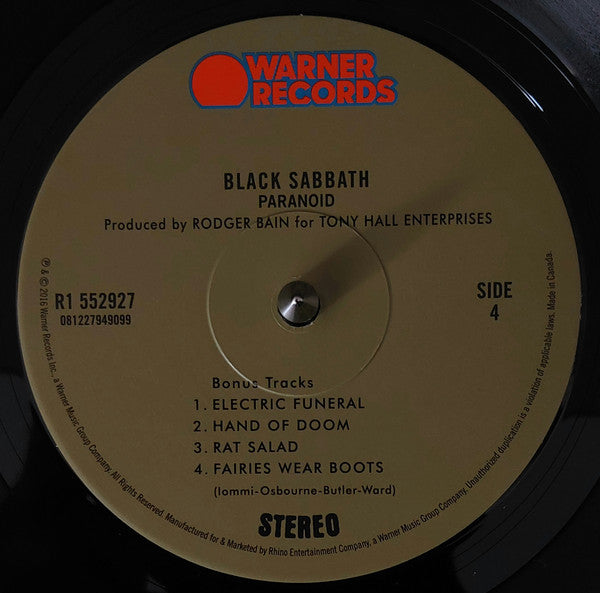 WARNER
RECORDS
BLACK SABBATH
PARANOID
Produced by RODGER BAIN for TONY HALL ENTERPRISES
R1 552927
081227949099
SIDE
4
Bonus Tracks
1. ELECTRIC FUNERAL
2. HAND OF DOOM
3. RAT SALAD
4. FAIRIES WEAR BOOTS
(Iommi-Osbourne-Butler-Ward)
STEREO
℗ & © 2016 Warner Records Inc., a Warner Music Group Company. All Rights Reserved. Manufactured for & Marketed by Rhino Entertainment Company, a Warner Music Group Company. Unauthorized duplication is a violation of applicable laws. Made in Canada.